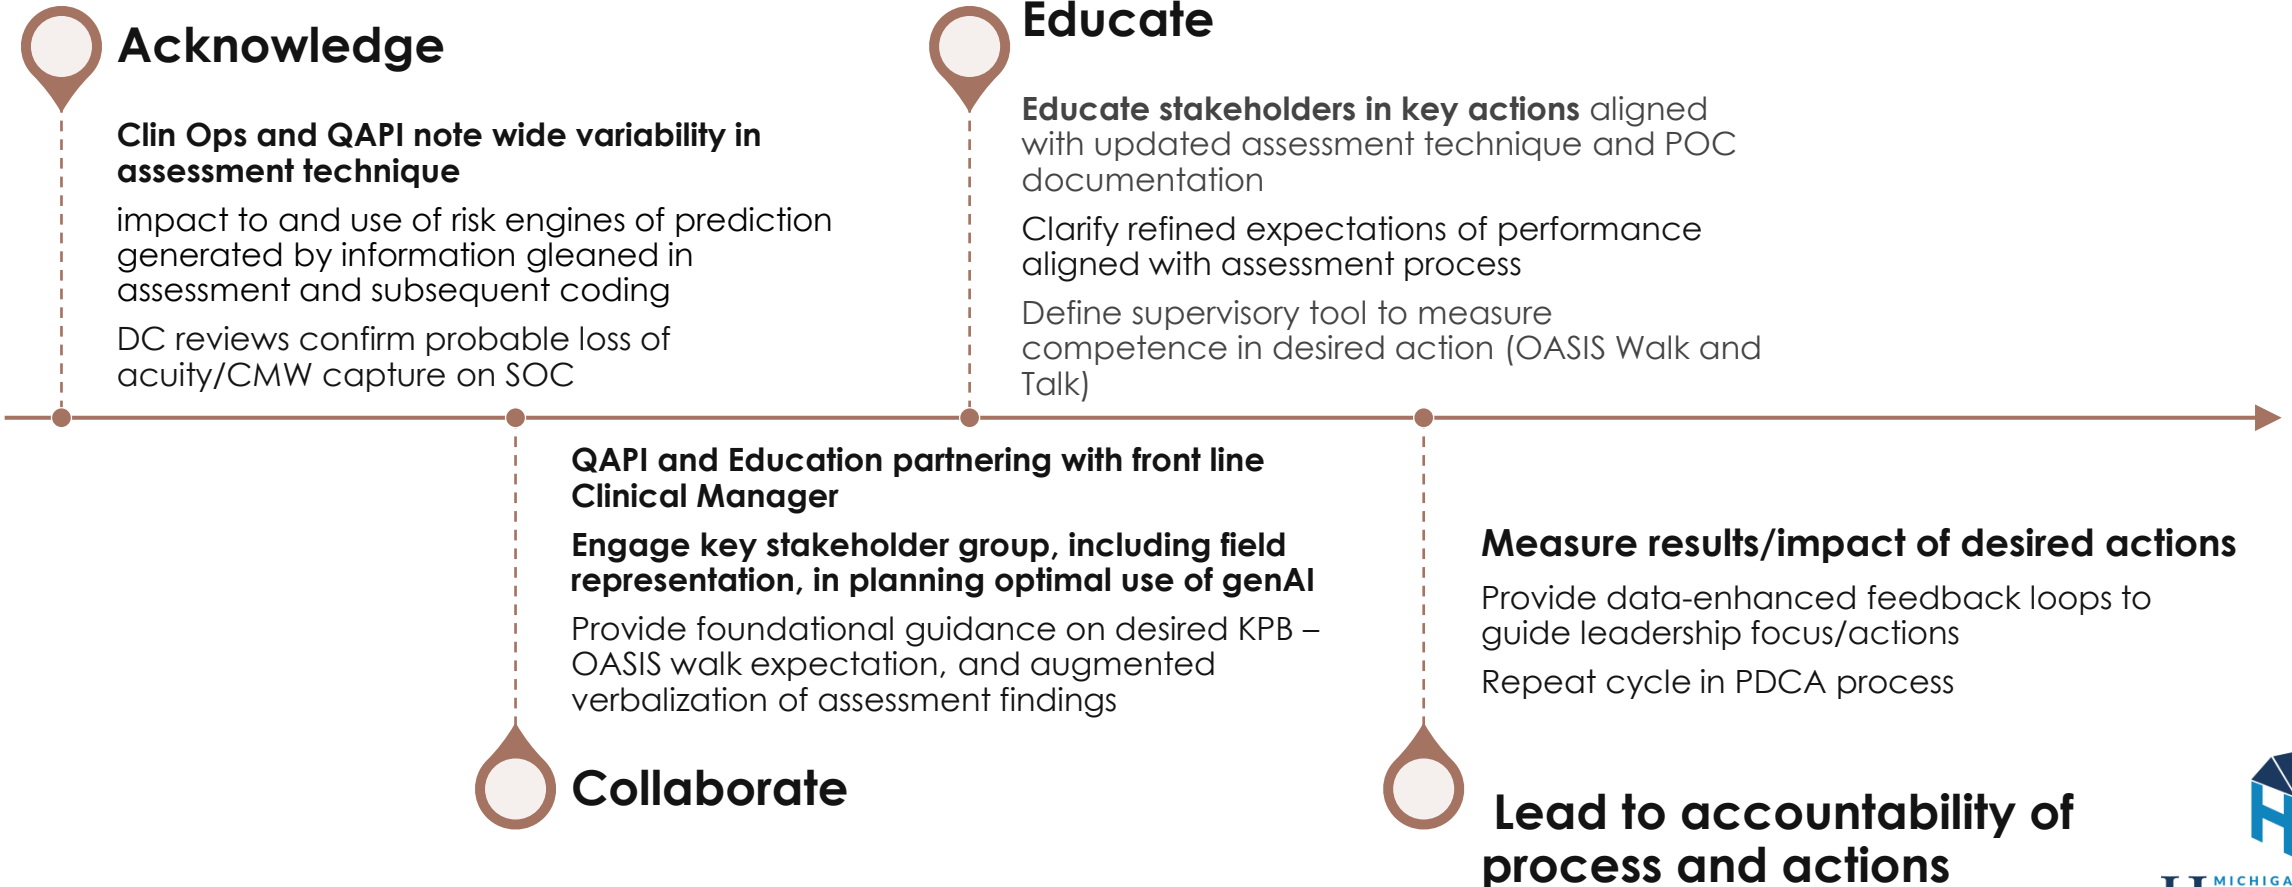 Acknowledge
Clin Ops and QAPI note wide variability in
assessment technique
impact to and use of risk engines of prediction
generated by information gleaned in
assessment and subsequent coding
DC reviews confirm probable loss of
acuity/CMW capture on SOC
QAPI and Education partnering with front line
Clinical Manager
Engage key stakeholder group, including field
representation, in planning optimal use of genAI
Provide foundational guidance on desired KPB –
OASIS walk expectation, and augmented
verbalization of assessment findings
Collaborate
Educate
Educate stakeholders in key actions aligned
with updated assessment technique and POC
documentation
Clarify refined expectations of performance
aligned with assessment process
Define supervisory tool to measure
competence in desired action (OASIS Walk and
Talk)
Measure results/impact of desired actions
Provide data-enhanced feedback loops to
guide leadership focus/actions
Repeat cycle in PDCA process
Lead to accountability of
process and actions